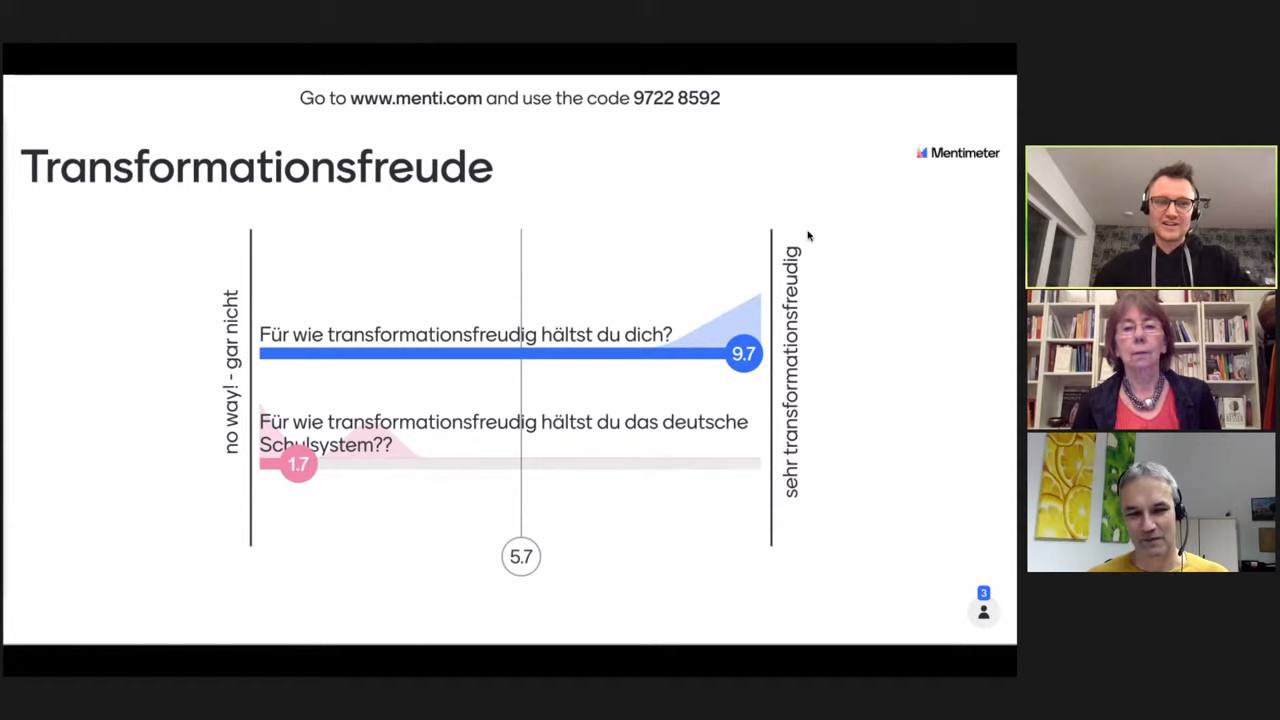 Go to www.menti.com and use the code 9722 8592
Transformationsfreude
Mentimeter
no way! - gar nicht
Für wie transformationsfreudig hältst du dich?
9.7
Für wie transformationsfreudig hältst du das deutsche
Schulsystem??
1.7
sehr transformationsfreudig
5.7
3